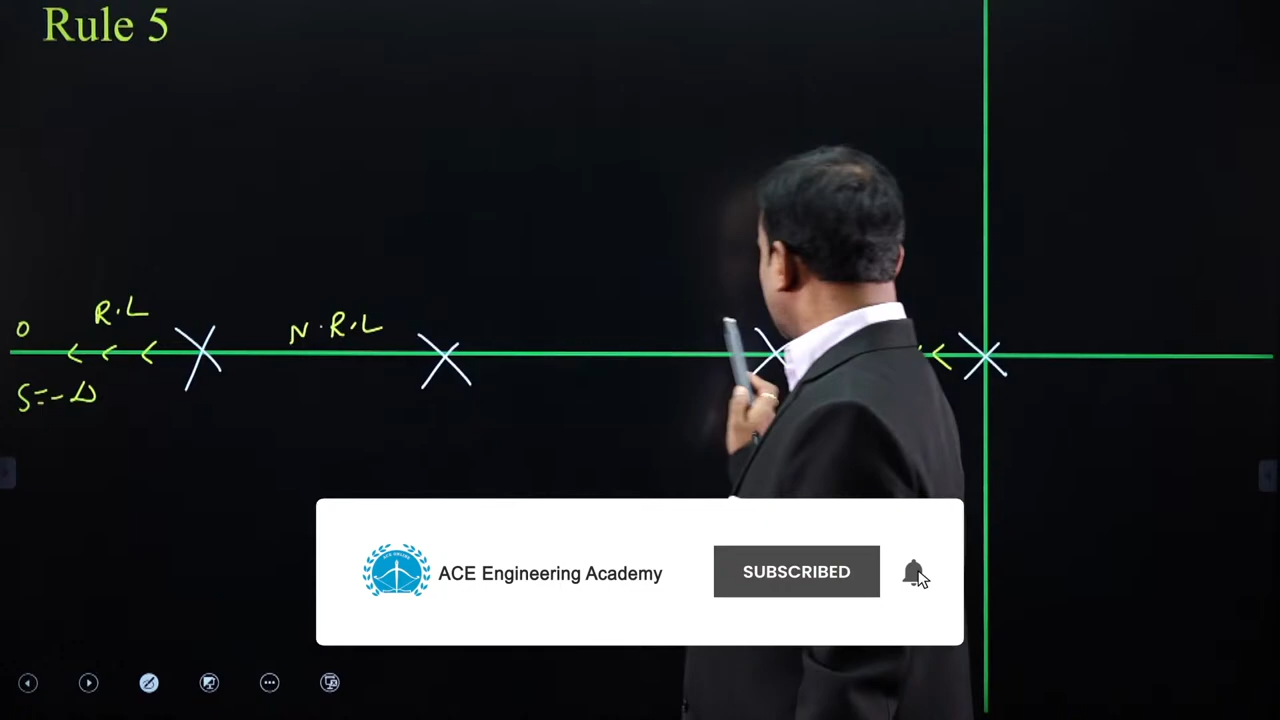 Rule 5
R.L
N.R.L
0
S=-∞
ACE Engineering Academy
SUBSCRIBED